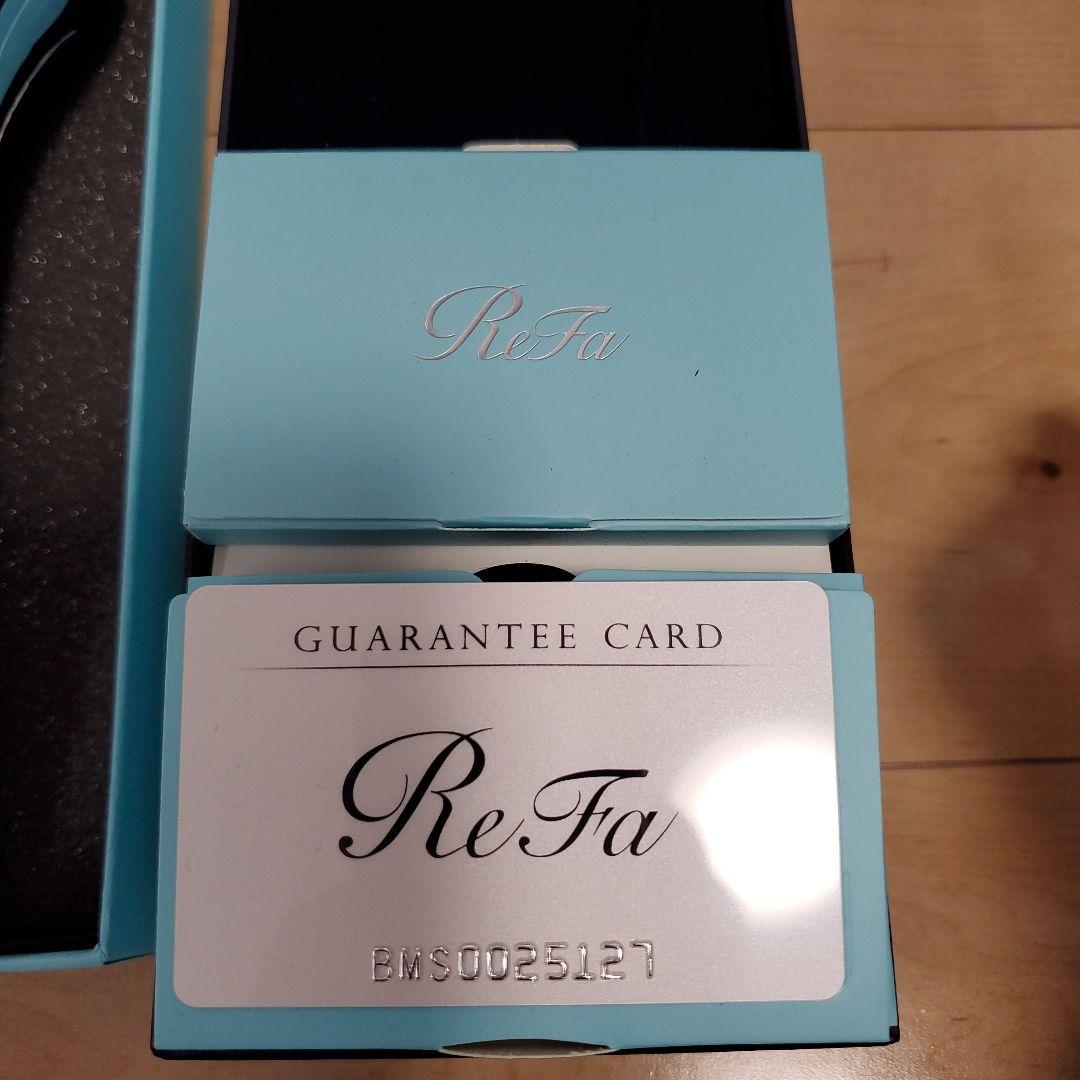 ReFa
GUARANTEE CARD
ReFa
BMS0025127